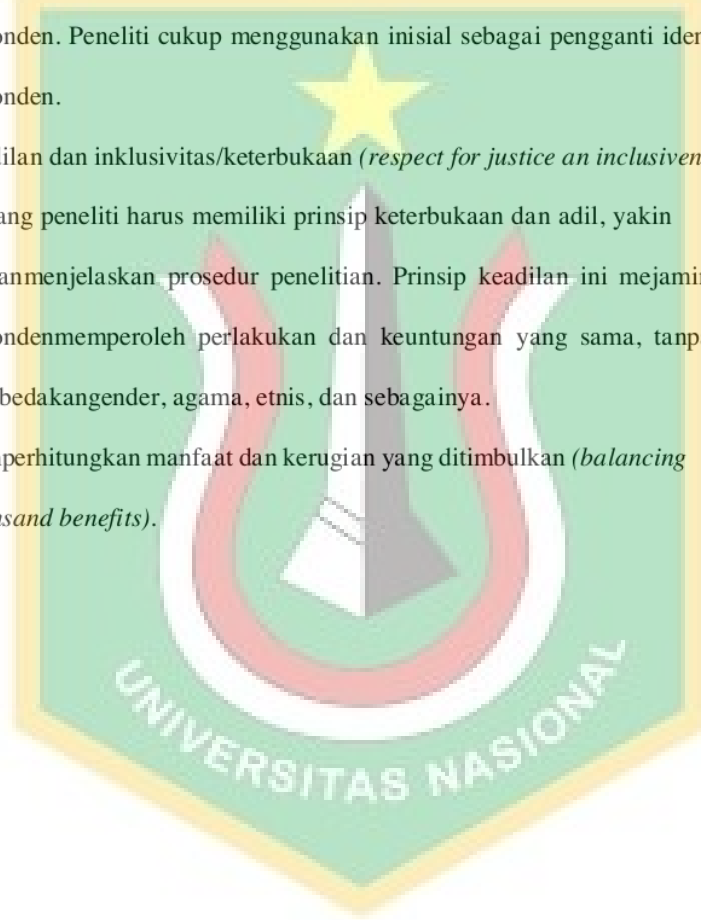 onden. Peneliti cukup menggunakan inisial sebagai pengganti iden
onden.
dilan dan inklusivitas/keterbukaan (respect for justice an inclusiven
ang peneliti harus memiliki prinsip keterbukaan dan adil, yakin
anmenjelaskan prosedur penelitian. Prinsip keadilan ini mejamin
ondenmemperoleh perlakukan dan keuntungan yang sama, tanp
bedakangender, agama, etnis, dan sebagainya.
perhitungkan manfaat dan kerugian yang ditimbulkan (balancing
sand benefits).
UNIVERSITAS NASIONAL